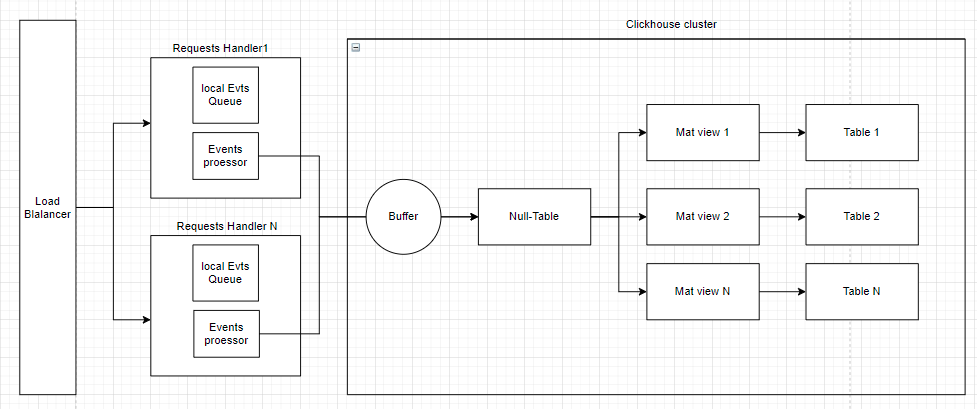 Clickhouse cluster
Requests Handler1
local Evts
Queue
Events
proessor
Load
Blalancer
Requests Handler N
local Evts
Queue
Events
proessor
Buffer
Null-Table
Mat view 1
Table 1
Mat view 2
Table 2
Mat view N
Table N